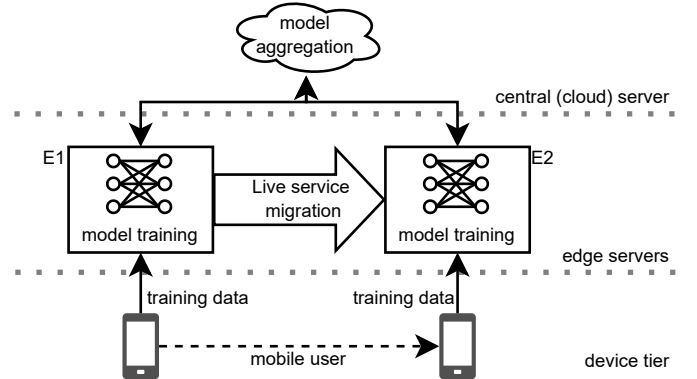 model
aggregation
central (cloud) server
E1
E2
Live service
migration
model training
model training
edge servers
training data
training data
mobile user
device tier